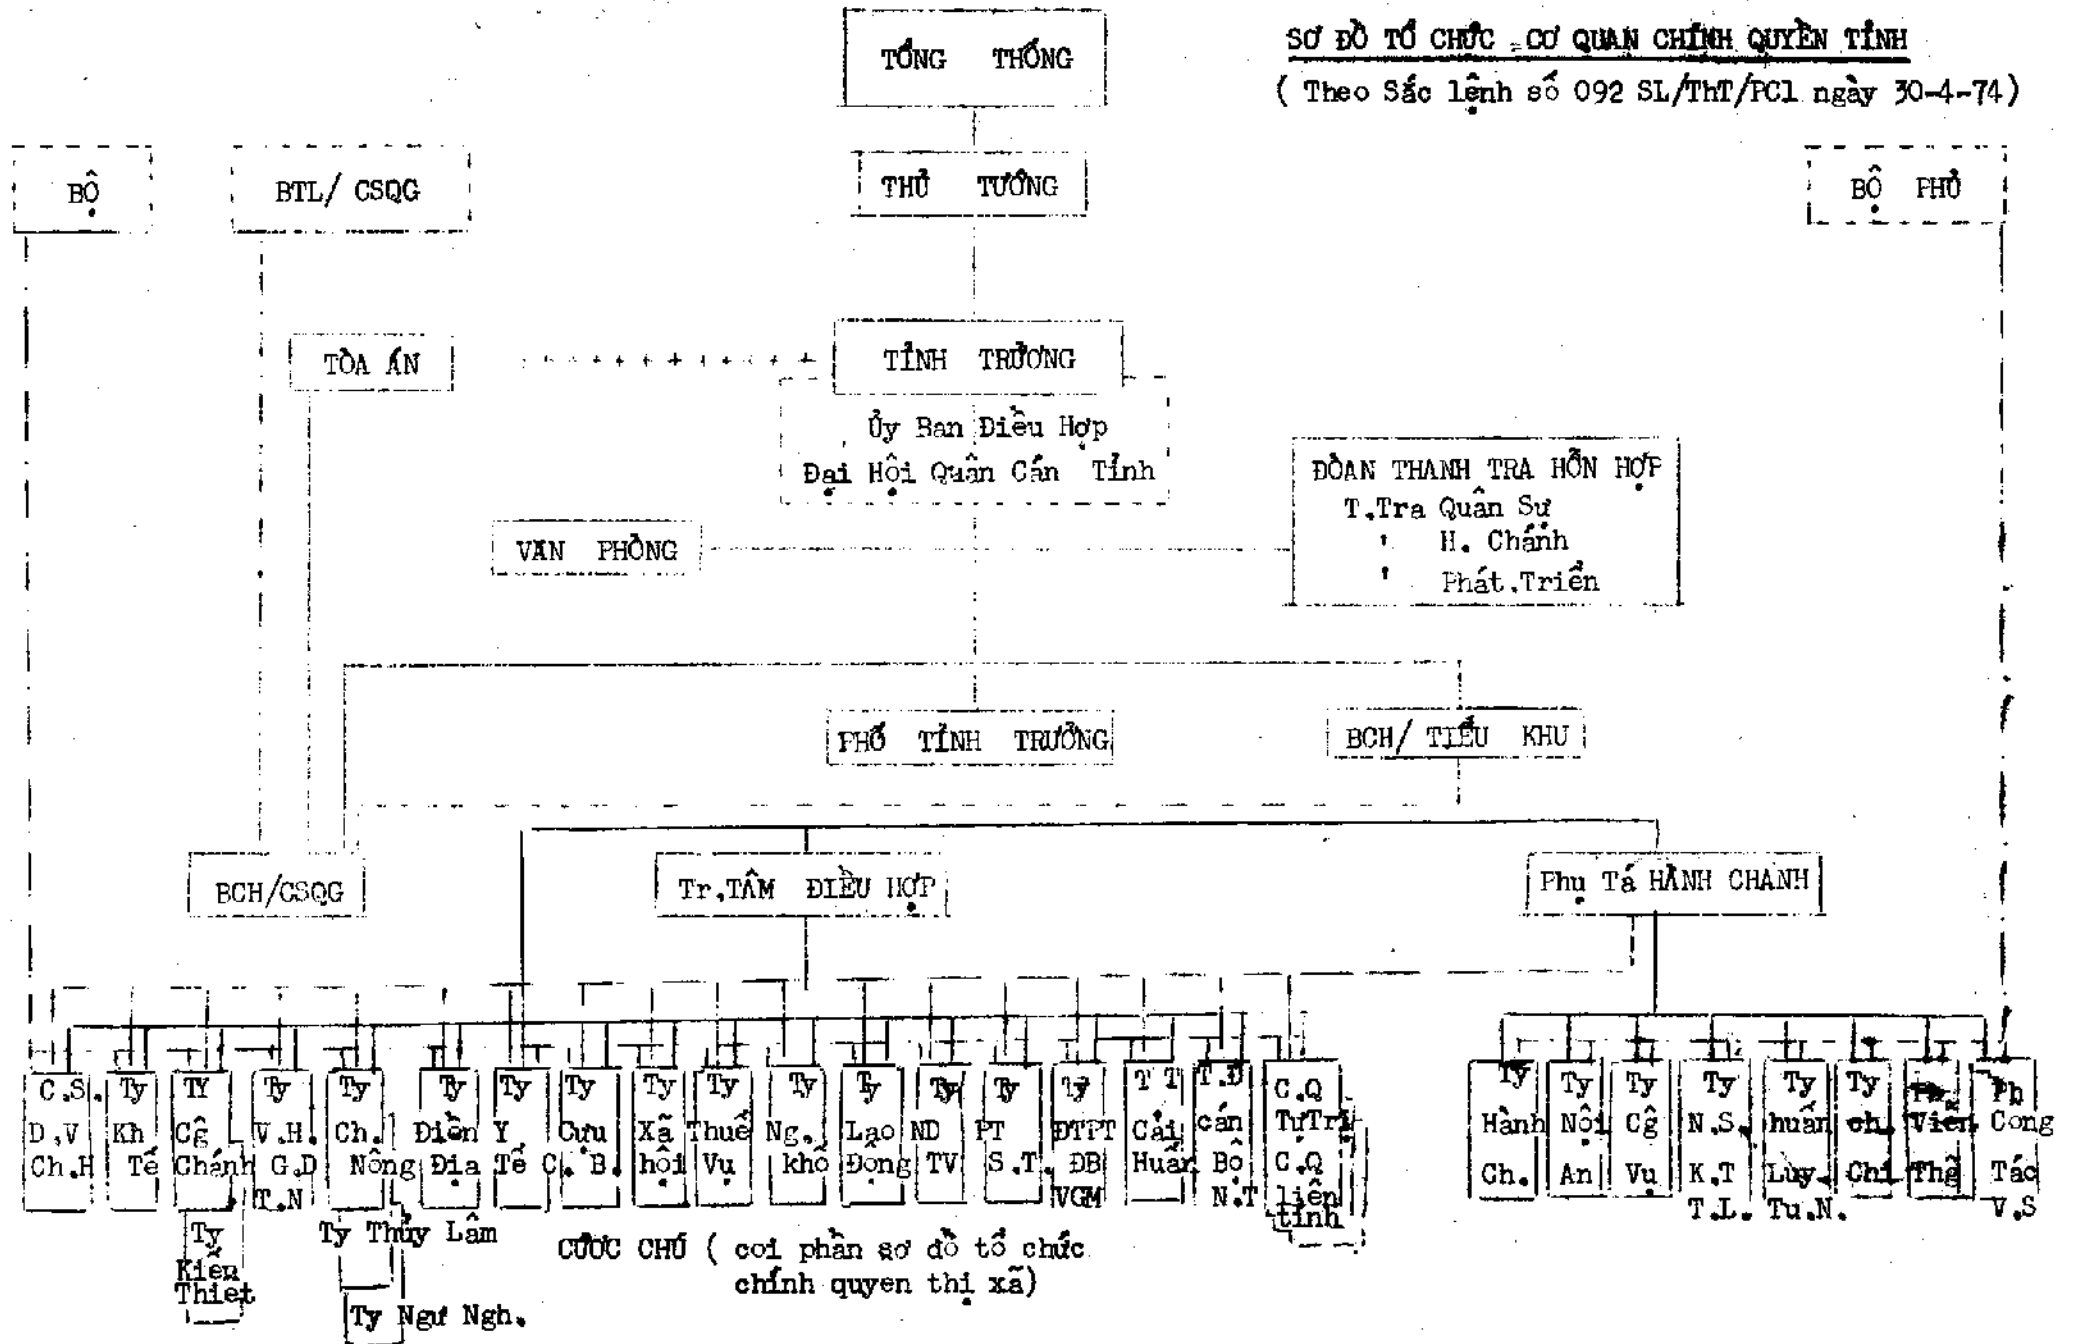 SƠ ĐỒ TỔ CHỨC CƠ QUAN CHÍNH QUYỀN TỈNH
( Theo Sắc lệnh số 092 SL/ThT/PC1 ngày 30-4-74)
TỔNG THỐNG
BỘ
BTL/ CSQG
THỦ TƯỚNG
BỘ PHỦ
TÒA ÁN
TỈNH TRƯỞNG
Ủy Ban Điều Hợp
Đại Hội Quân Cán Tỉnh
ĐOÀN THANH TRA HỖN HỢP
T.Tra Quân Sự
" H. Chánh
" Phát.Triển
VĂN PHÒNG
PHÓ TỈNH TRƯỞNG
BCH/ TIỂU KHU
BCH/CSQG
Tr.TÂM ĐIỀU HỢP
Phụ Tá HÀNH CHANH
C.S.
D.V
Ch.H
Ty
Kh
Tế
TY
Cg
Chánh
Ty
Kiến
Thiet
Ty
V.H.
G.D
T.N
Ty
Ch.
Nông
Ty Thủy Lâm
Ty Ngư Ngh.
Ty
Điền
Địa
Ty
Y
Tế
Ty
Cựu
C. B.
Ty
Xã
hội
Ty
Thuế
Vụ
Ty
Ng.
khố
Ty
Lao
Động
Ty
ND
TV
Ty
PT
S.T.
Ty
ĐTPT
ĐB
VGM
T T
Cải
Huấn
T.Đ
cán
Bộ
N.T
C.Q
TựTrị
C.Q
liên
tỉnh
Ty
Hành
Ch.
Ty
Nội
An
Ty
Cg
Vụ
Ty
N.S.
K.T
T.L.
Ty
huấn
Luy.
Tu.N.
Ty
ch.
Chi
Viên
Thg
Ph
Cong
Tác
V.S
CƯỚC CHÚ ( coi phần sơ đồ tổ chức
chính quyen thị xã)